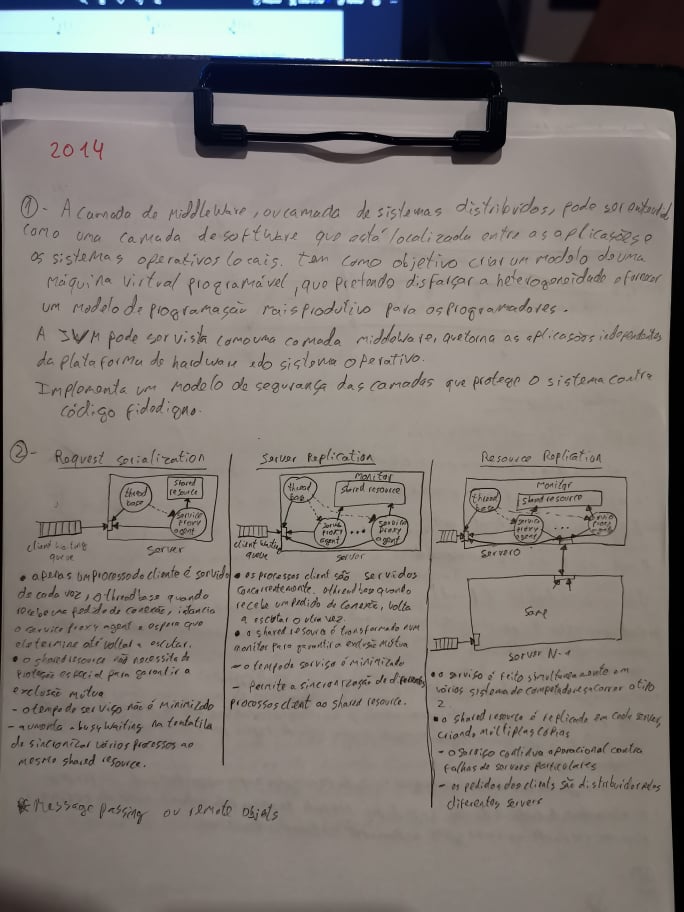 2014
①- A camada de middleware, ou camada de sistemas distribuidos, pode ser entendida
como uma camada de software que está localizada entre as aplicações e
os sistemas operativos locais. Tem como objetivo criar um modelo de uma
máquina virtual programável, que pretende disfarçar a heterogeneidade e fornecer
um modelo de programação mais produtivo para os programadores.
A JVM pode ser vista como uma camada middleware, que torna as aplicações independentes
da plataforma de hardware e do sistema operativo.
Implementa um modelo de segurança das camadas que protege o sistema contra
código fidedigno.
②- Request serialization
shared
resource
thread
base
service
proxy
agent
server
client waiting
queue
• apenas um processo do cliente é servido
de cada vez, o thread base quando
recebe um pedido de conexão, instancia
o service proxy agent e espera que
ele termine até voltar a escutar.
• o shared resource não necessita de
proteção especial para garantir a
exclusão mútua
- o tempo de serviço não é minimizado
- aumenta o busy waiting na tentativa
de sincronizar vários processos ao
mesmo shared resource.
Server Replication
monitor
shared resource
thread
base
service
proxy
agent
...
service
proxy
agent
server
client waiting
queue
• os processos client são servidos
concorrentemente. o thread base quando
recebe um pedido de conexão, volta
a escutar outra vez.
• o shared resource é transformado num
monitor para garantir a exclusão mútua
- o tempo de serviço é minimizado
- permite a sincronização de diferentes
processos client ao shared resource.
Resource Replication
monitor
shared resource
thread
base
service
proxy
agent
...
service
proxy
agent
server 0
Same
server N-1
• o serviço é feito simultaneamente em
vários sistema de computadores a correr o tipo
2.
• o shared resource é replicado em cada server,
criando múltiplas cópias
- o serviço continua operacional contra
falhas de servers particulares
- os pedidos dos clients são distribuidos pelos
diferentes servers
* Message passing ou remote objets